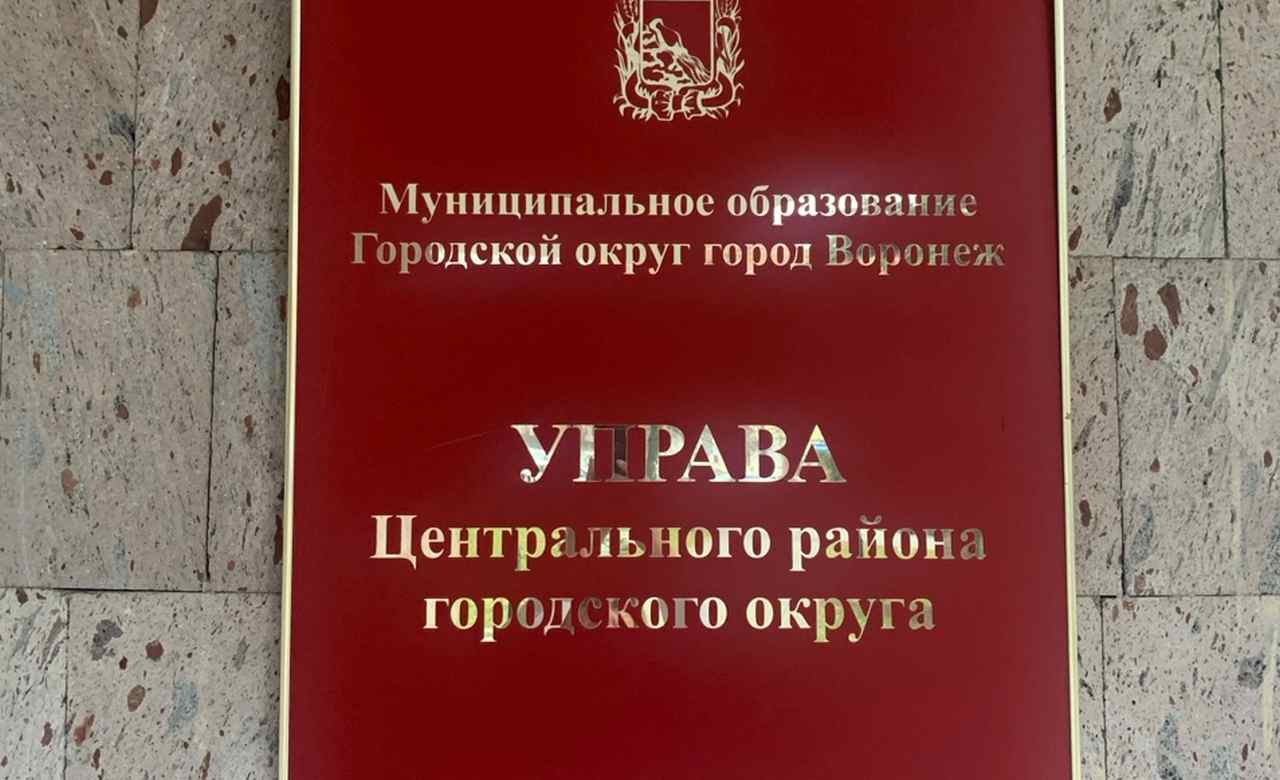 Муниципальное образование
Городской округ город Воронеж
УПРАВА
Центрального района
городского округа